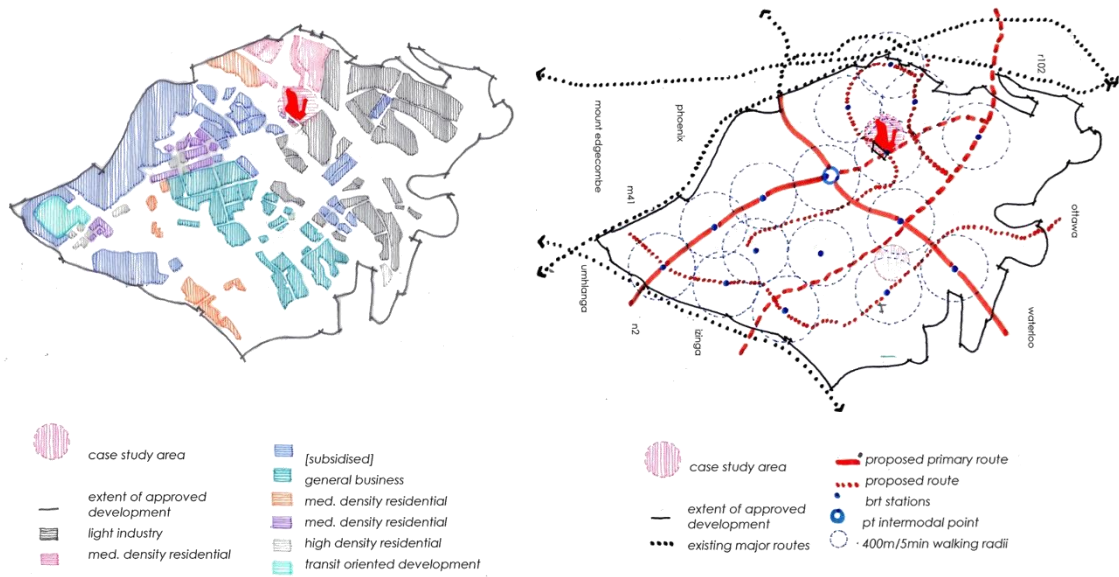 r102
phoenix
mount edgecombe
m41
ottawa
umhlanga
n2
izinga
waterloo
case study area
extent of approved
development
light industry
med. density residential
[subsidised]
general business
med. density residential
med. density residential
high density residential
transit oriented development
case study area
extent of approved
development
existing major routes
proposed primary route
proposed route
brt stations
pt intermodal point
400m/5min walking radii